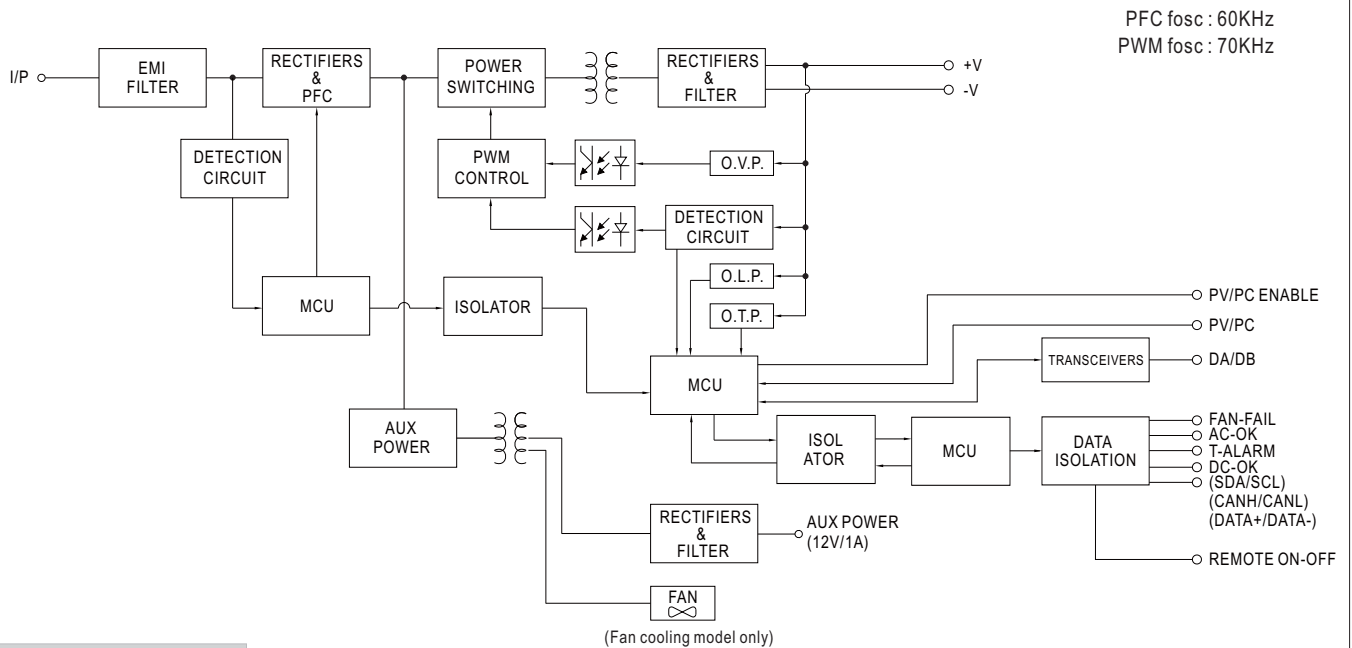 PFC fosc : 60KHz
PWM fosc : 70KHz
I/P
EMI
FILTER
RECTIFIERS
&
PFC
POWER
SWITCHING
RECTIFIERS
&
FILTER
+V
-V
DETECTION
CIRCUIT
PWM
CONTROL
O.V.P.
DETECTION
CIRCUIT
O.L.P.
O.T.P.
MCU
ISOLATOR
MCU
PV/PC ENABLE
PV/PC
TRANSCEIVERS
DA/DB
AUX
POWER
ISOL
ATOR
MCU
DATA
ISOLATION
FAN-FAIL
AC-OK
T-ALARM
DC-OK
(SDA/SCL)
(CANH/CANL)
(DATA+/DATA-)
REMOTE ON-OFF
RECTIFIERS
&
FILTER
AUX POWER
(12V/1A)
FAN
(Fan cooling model only)